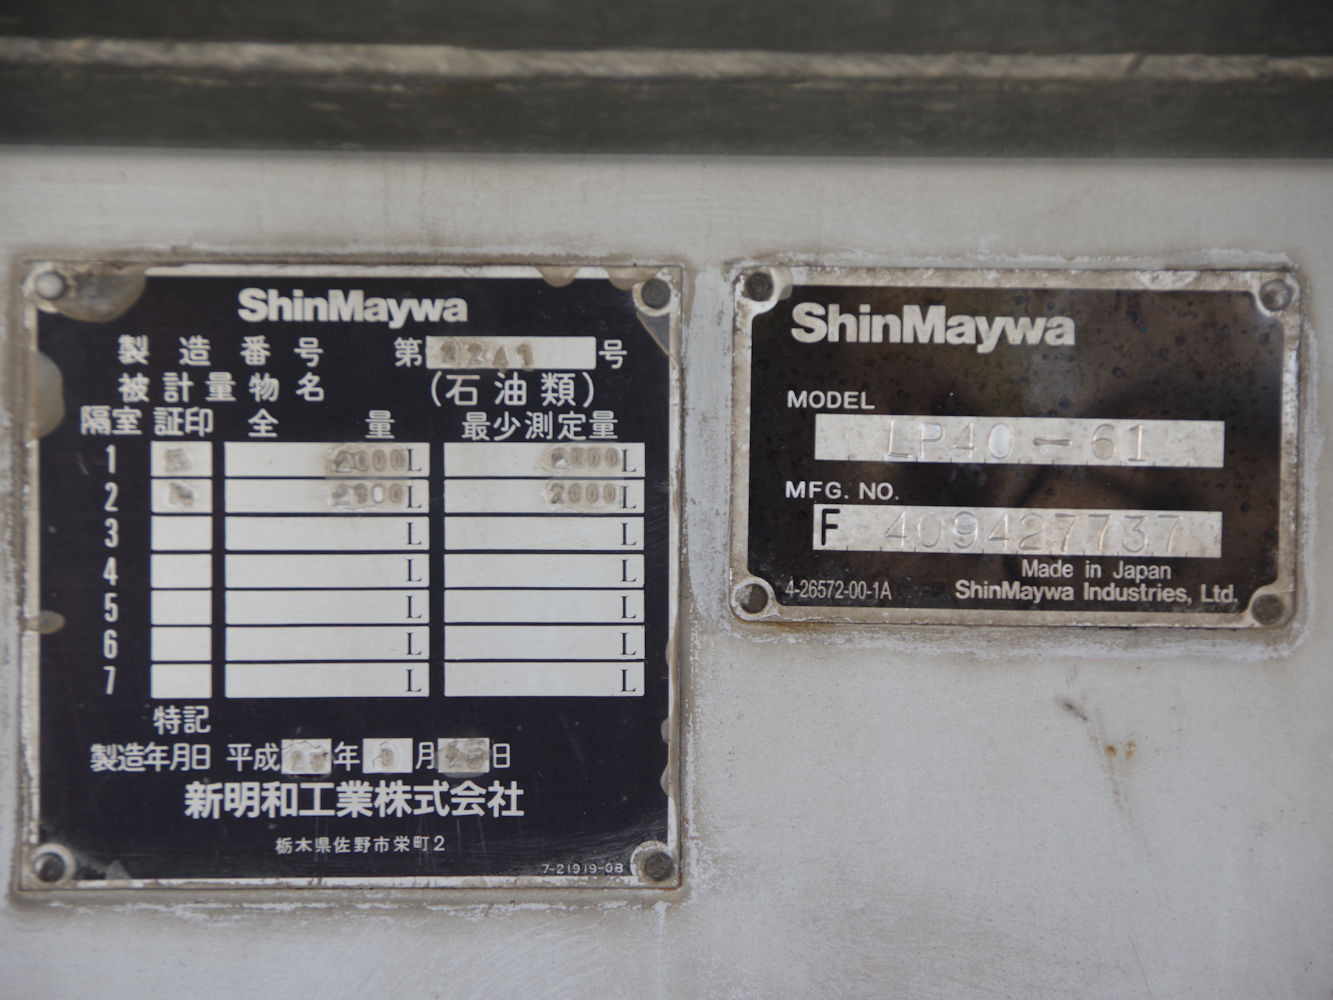 ShinMaywa
製造番号 第2241号
被計量物名 (石油類)
隔室 証印 全量 最少測定量
1 2000L 2000L
2 2000L L
3 L L
4 L L
5 L L
6 L L
7 L L
特記
製造年月日 平成 年 月 日
新明和工業株式会社
栃木県佐野市栄町2
7-21919-0B
ShinMaywa
MODEL
LP40-61
MFG. NO.
F 409427737
Made in Japan
4-26572-00-1A ShinMaywa Industries, Ltd.